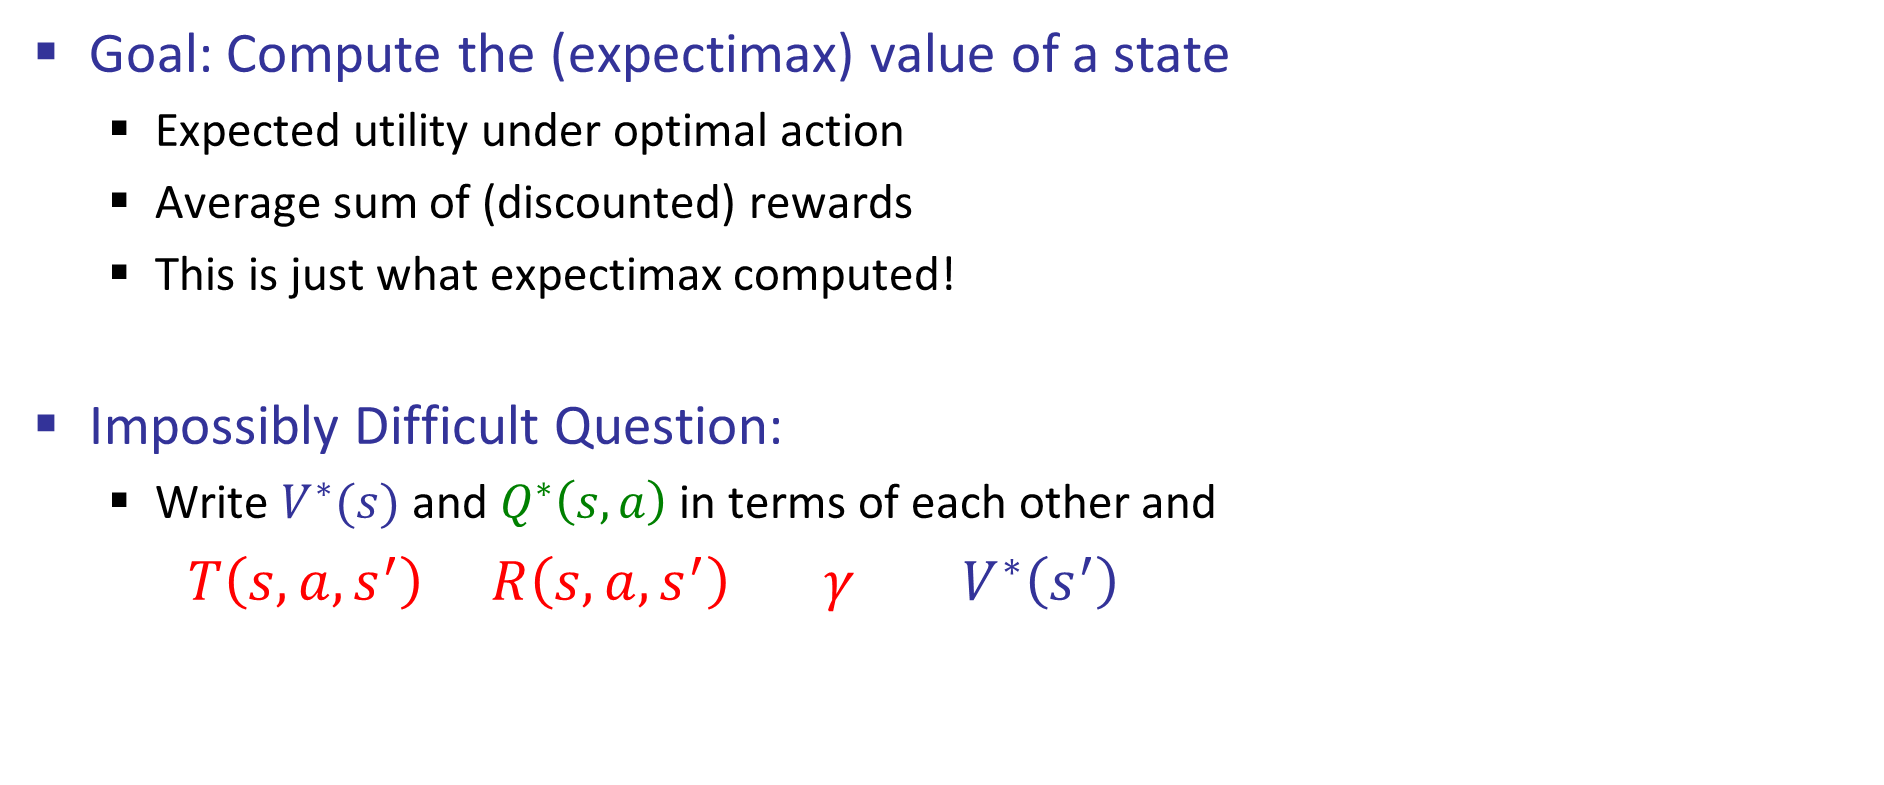 ▪ Goal: Compute the (expectimax) value of a state
▪ Expected utility under optimal action
▪ Average sum of (discounted) rewards
▪ This is just what expectimax computed!
▪ Impossibly Difficult Question:
▪ Write V*(s) and Q*(s, a) in terms of each other and
T(s, a, s′) R(s, a, s′) γ V*(s′)